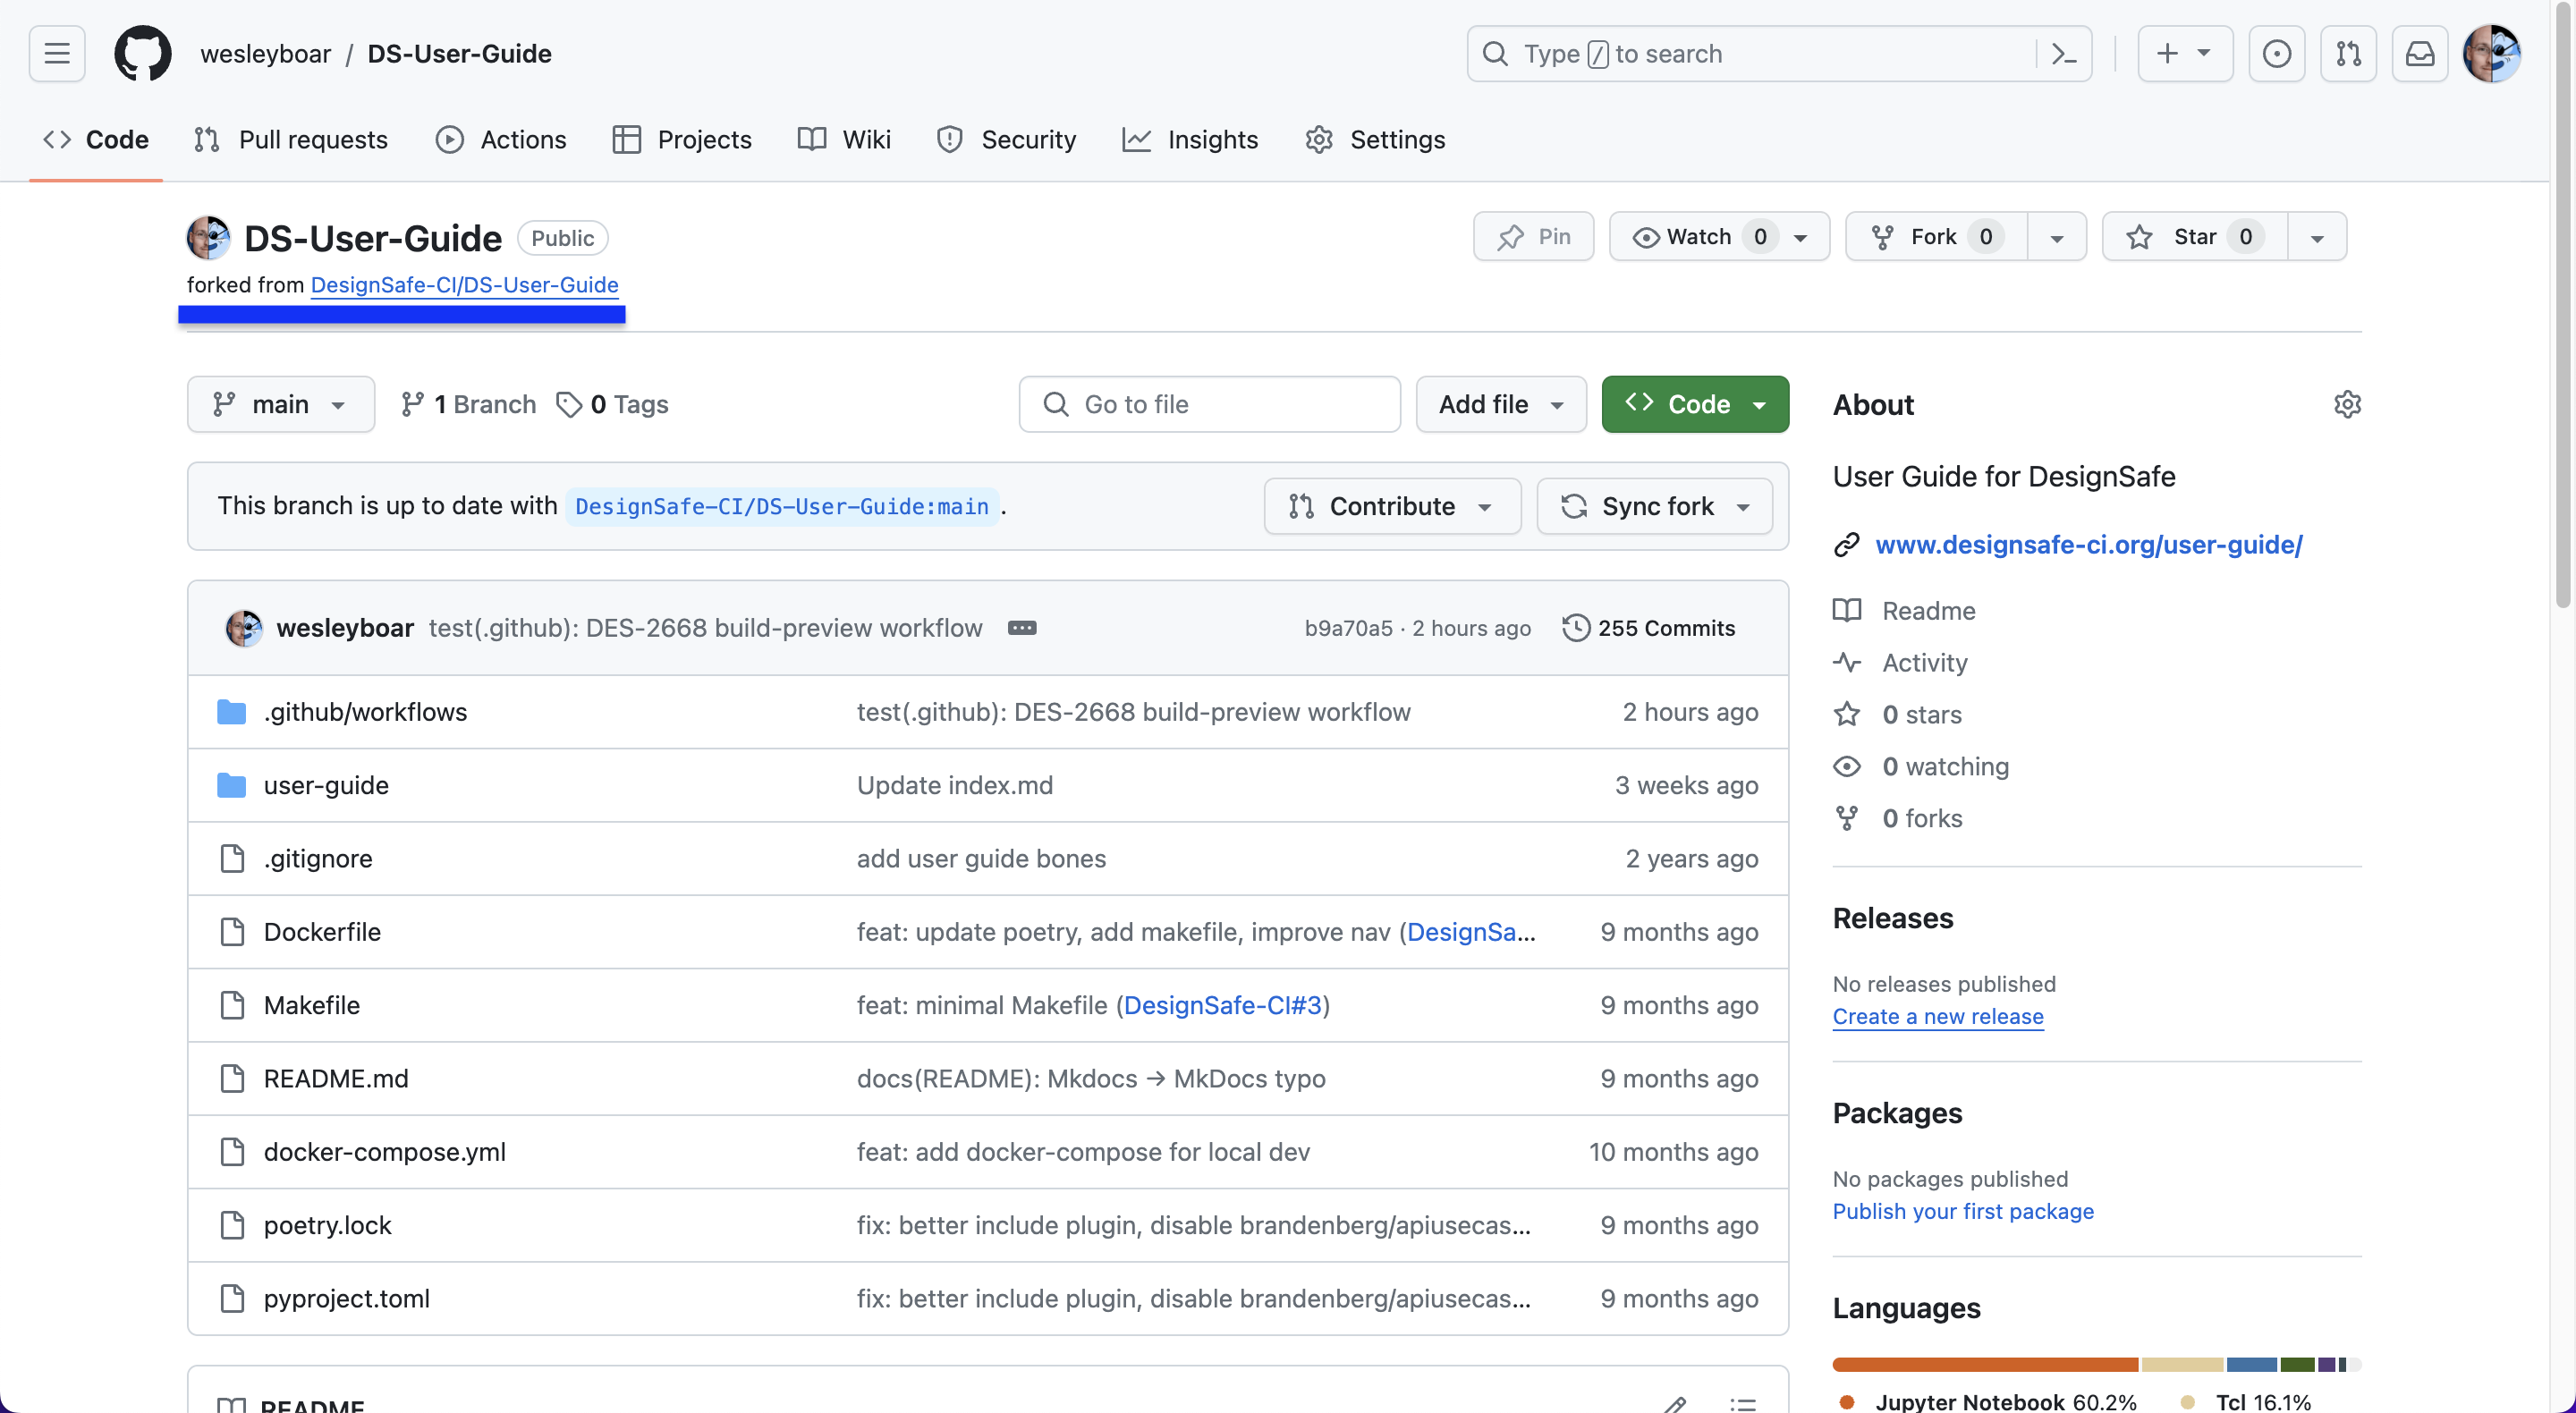 wesleyboar / DS-User-Guide
Type / to search
Code Pull requests Actions Projects Wiki Security Insights Settings
DS-User-Guide Public
Pin Watch 0 Fork 0 Star 0
forked from DesignSafe-CI/DS-User-Guide
main 1 Branch 0 Tags Go to file Add file Code
This branch is up to date with DesignSafe-CI/DS-User-Guide:main .
Contribute Sync fork
wesleyboar test(.github): DES-2668 build-preview workflow ··· b9a70a5 · 2 hours ago 255 Commits
.github/workflows test(.github): DES-2668 build-preview workflow 2 hours ago
user-guide Update index.md 3 weeks ago
.gitignore add user guide bones 2 years ago
Dockerfile feat: update poetry, add makefile, improve nav (DesignSa... 9 months ago
Makefile feat: minimal Makefile (DesignSafe-CI#3) 9 months ago
README.md docs(README): Mkdocs → MkDocs typo 9 months ago
docker-compose.yml feat: add docker-compose for local dev 10 months ago
poetry.lock fix: better include plugin, disable brandenberg/apiusecas... 9 months ago
pyproject.toml fix: better include plugin, disable brandenberg/apiusecas... 9 months ago
README
About
User Guide for DesignSafe
www.designsafe-ci.org/user-guide/
Readme
Activity
0 stars
0 watching
0 forks
Releases
No releases published
Create a new release
Packages
No packages published
Publish your first package
Languages
Jupyter Notebook 60.2% Tcl 16.1%